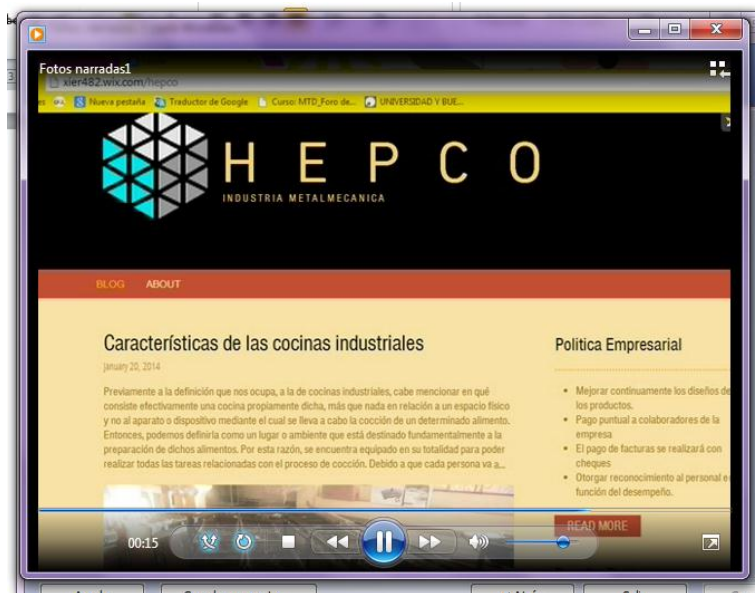 Fotos narradas1
xier482.wix.com/hepco
Nueva pestaña Traductor de Google Curso: MTD_Foro de... UNIVERSIDAD Y BUE...
HEPCO
INDUSTRIA METALMECANICA
BLOG ABOUT
Características de las cocinas industriales
January 20, 2014
Previamente a la definición que nos ocupa, a la de cocinas industriales, cabe mencionar en qué
consiste efectivamente una cocina propiamente dicha, más que nada en relación a un espacio físico
y no al aparato o dispositivo mediante el cual se lleva a cabo la cocción de un determinado alimento.
Entonces, podemos definirla como un lugar o ambiente que está destinado fundamentalmente a la
preparación de dichos alimentos. Por esta razón, se encuentra equipado en su totalidad para poder
realizar todas las tareas relacionadas con el proceso de cocción. Debido a que cada persona va a...
Politica Empresarial
Mejorar continuamente los diseños de
los productos.
Pago puntual a colaboradores de la
empresa
El pago de facturas se realizará con
cheques
Otorgar reconocimiento al personal en
función del desempeño.
READ MORE
00:15